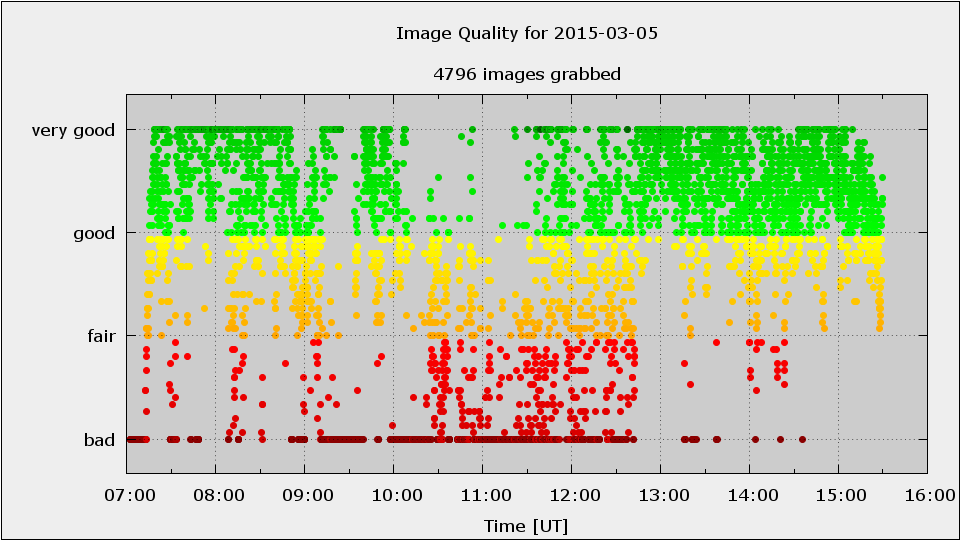 Image Quality for 2015-03-05
4796 images grabbed
very good
good
fair
bad
07:00 08:00 09:00 10:00 11:00 12:00 13:00 14:00 15:00 16:00
Time [UT]